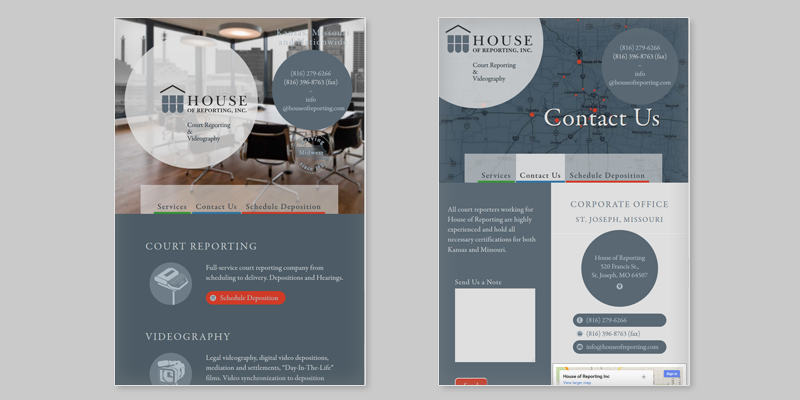 HOUSE
OF REPORTING, INC.
Court Reporting
&
Videography
(816) 279-6266
(816) 396-8763 (fax)
–
info
@houseofreporting.com
Midwest
Services
Contact Us
Schedule Deposition
COURT REPORTING
Full-service court reporting company from
scheduling to delivery. Depositions and Hearings.
Schedule Deposition
VIDEOGRAPHY
Legal videography, digital video depositions,
mediation and settlements, "Day-In-The-Life"
films. Video synchronization to deposition
HOUSE
OF REPORTING, INC.
Court Reporting
&
Videography
(816) 279-6266
(816) 396-8763 (fax)
–
info
@houseofreporting.com
Contact Us
Services
Contact Us
Schedule Deposition
All court reporters working for
House of Reporting are highly
experienced and hold all
necessary certifications for both
Kansas and Missouri.
Send Us a Note
CORPORATE OFFICE
ST. JOSEPH, MISSOURI
House of Reporting
520 Francis St.,
St. Joseph, MO 64507
(816) 279-6266
(816) 396-8763 (fax)
info@houseofreporting.com
House of Reporting Inc
View larger map
Sign in